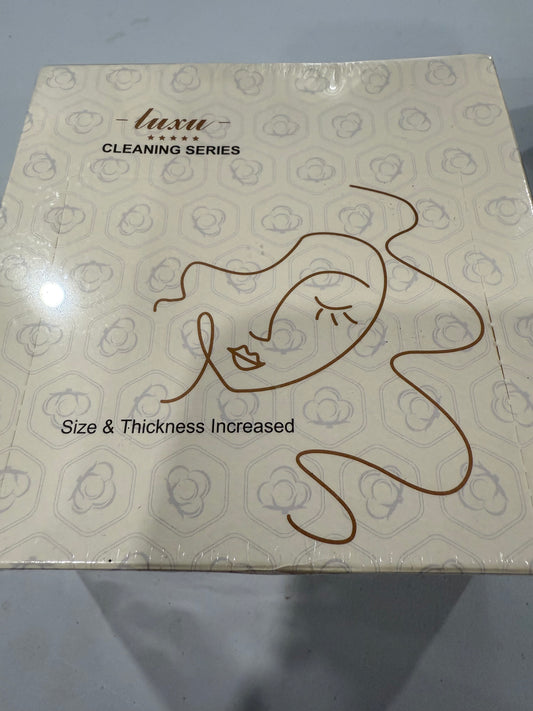 luxu
CLEANING SERIES
Size & Thickness Increased